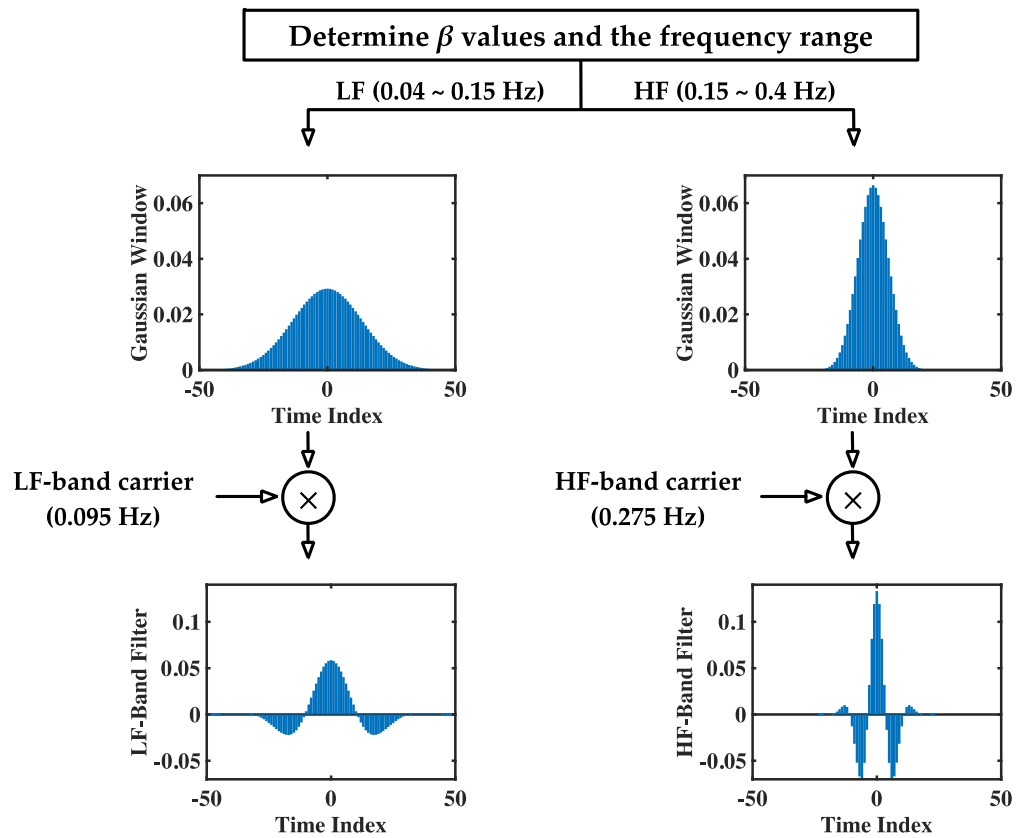 Determine β values and the frequency range
LF (0.04 ~ 0.15 Hz)
HF (0.15 ~ 0.4 Hz)
Gaussian Window
0.06
0.04
0.02
0
-50
0
50
Time Index
Gaussian Window
0.06
0.04
0.02
0
-50
0
50
Time Index
LF-band carrier
(0.095 Hz)
×
HF-band carrier
(0.275 Hz)
×
LF-Band Filter
0.1
0.05
0
-0.05
-50
0
50
Time Index
HF-Band Filter
0.1
0.05
0
-0.05
-50
0
50
Time Index